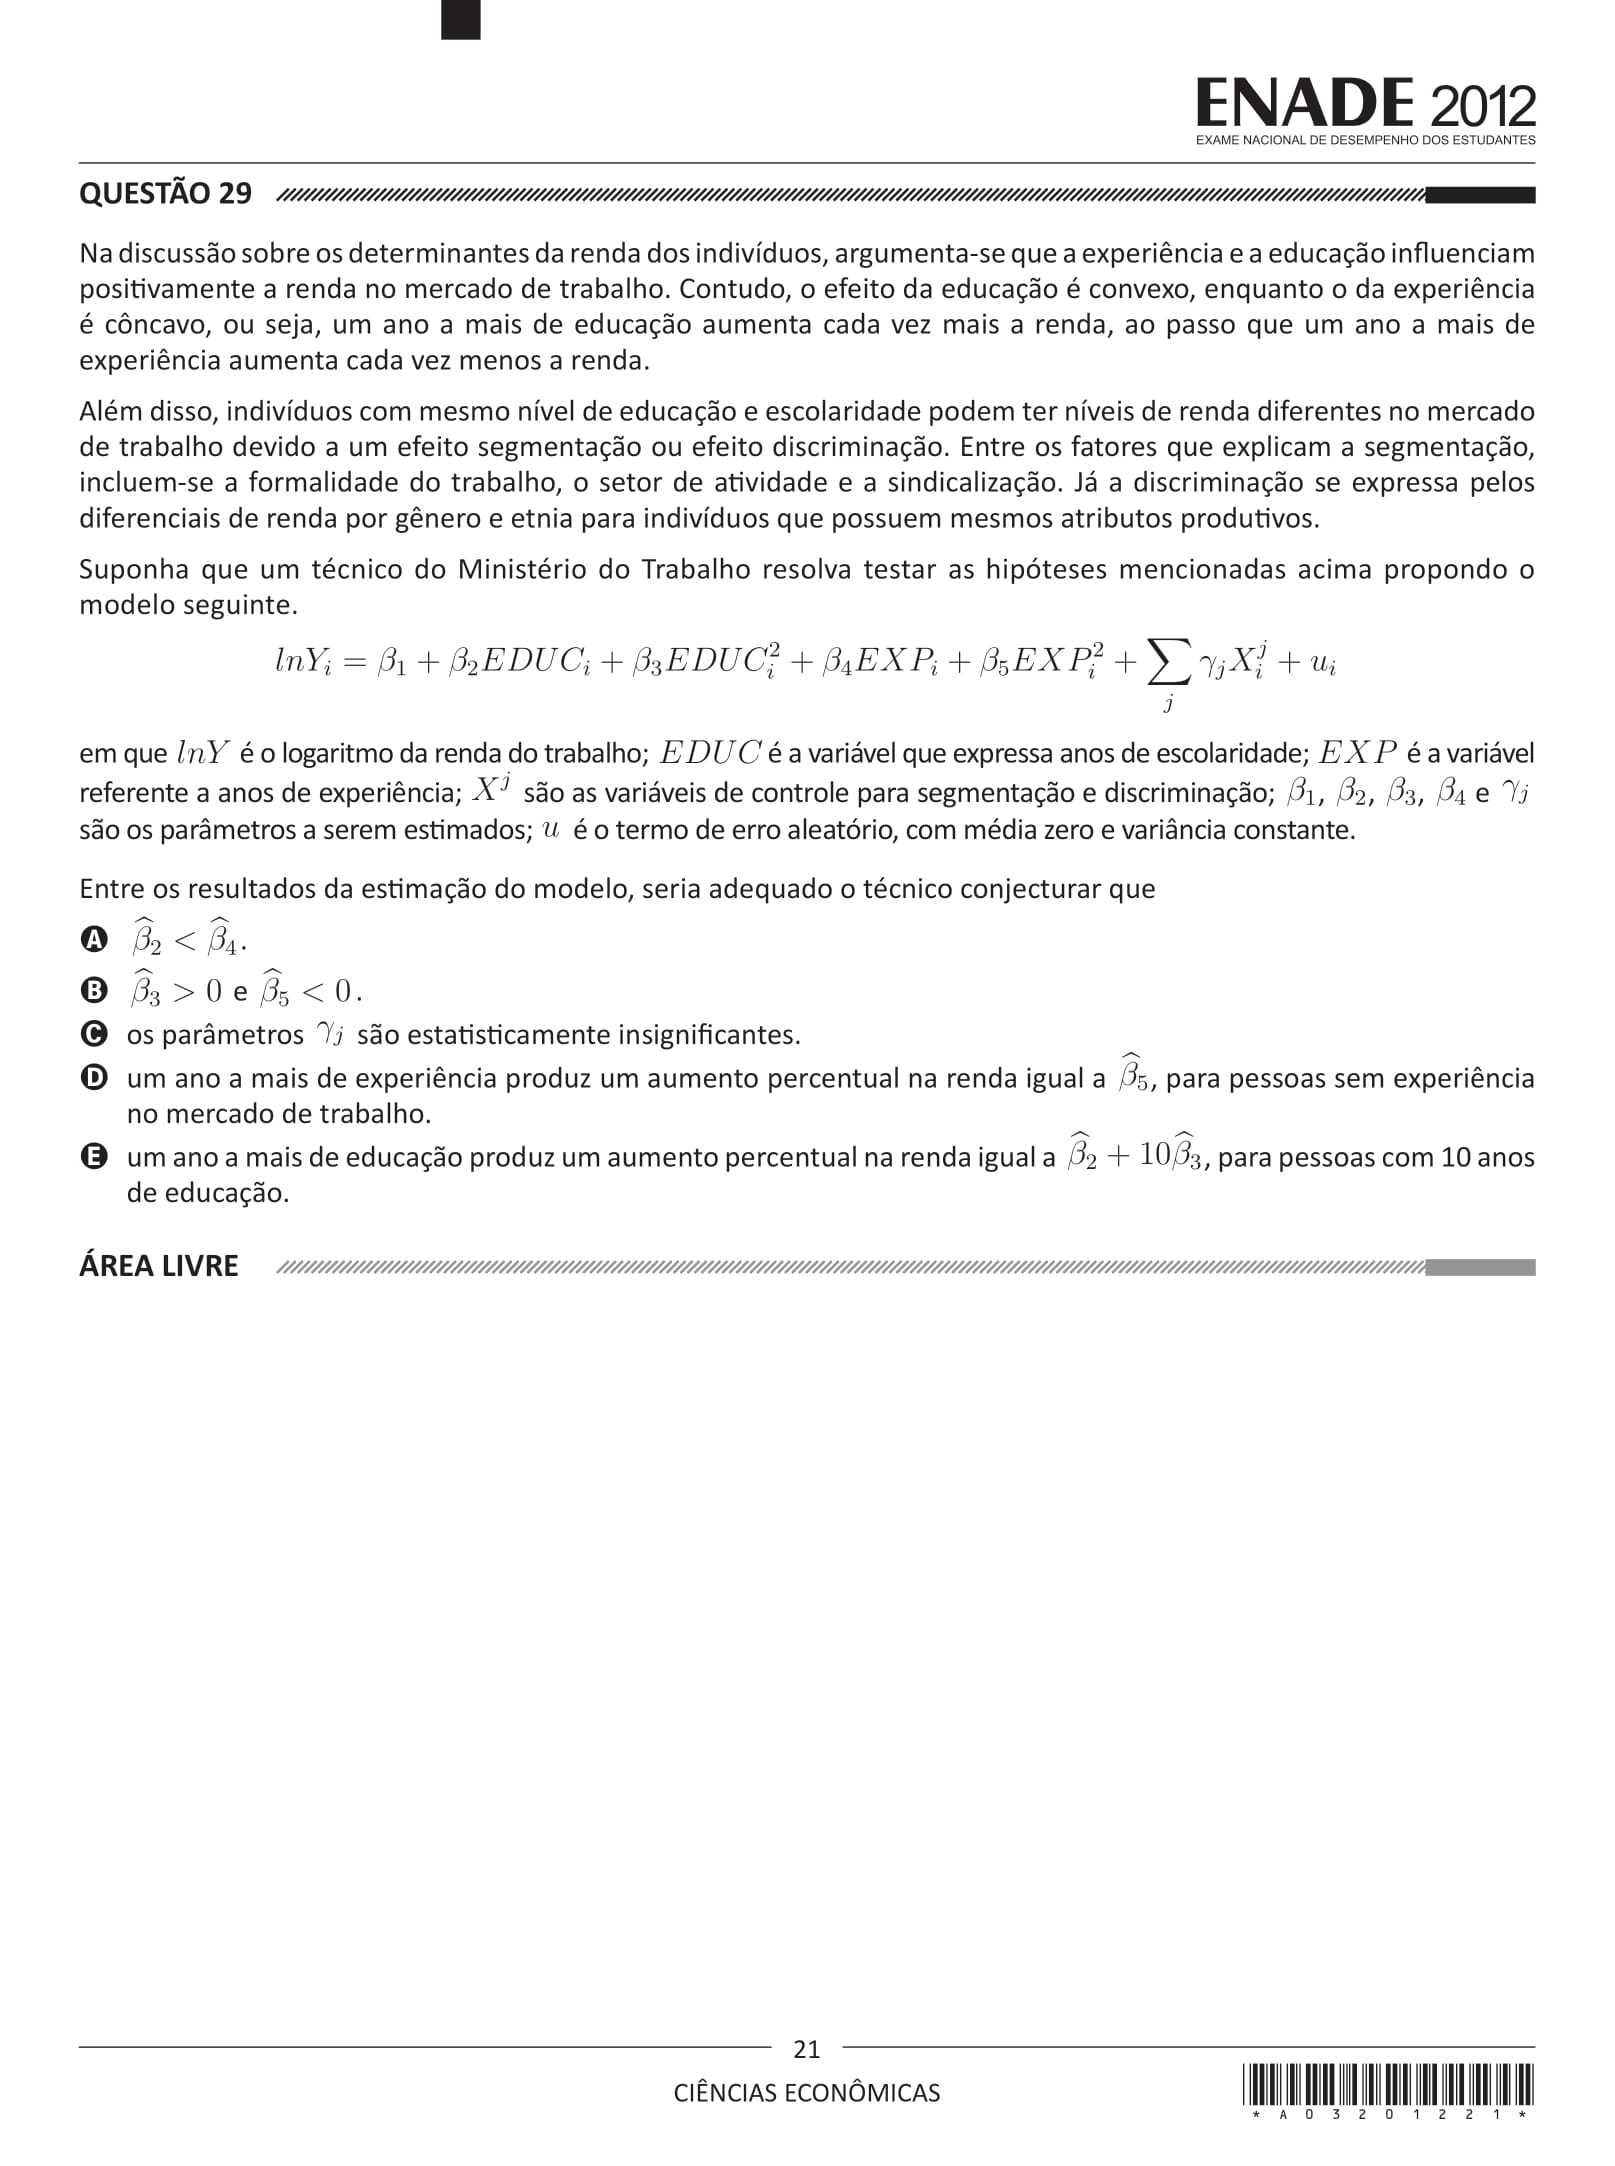 ENADE 2012
EXAME NACIONAL DE DESEMPENHO DOS ESTUDANTES
QUESTÃO 29
Na discussão sobre os determinantes da renda dos indivíduos, argumenta-se que a experiência e a educação influenciam
positivamente a renda no mercado de trabalho. Contudo, o efeito da educação é convexo, enquanto o da experiência
é côncavo, ou seja, um ano a mais de educação aumenta cada vez mais a renda, ao passo que um ano a mais de
experiência aumenta cada vez menos a renda.
Além disso, indivíduos com mesmo nível de educação e escolaridade podem ter níveis de renda diferentes no mercado
de trabalho devido a um efeito segmentação ou efeito discriminação. Entre os fatores que explicam a segmentação,
incluem-se a formalidade do trabalho, o setor de atividade e a sindicalização. Já a discriminação se expressa pelos
diferenciais de renda por gênero e etnia para indivíduos que possuem mesmos atributos produtivos.
Suponha que um técnico do Ministério do Trabalho resolva testar as hipóteses mencionadas acima propondo o
modelo seguinte.
$lnY_i = \beta_1 + \beta_2 EDUC_i + \beta_3 EDUC_i^2 + \beta_4 EXP_i + \beta_5 EXP_i^2 + \sum_j \gamma_j X_i^j + u_i$
em que $lnY$ é o logaritmo da renda do trabalho; $EDUC$ é a variável que expressa anos de escolaridade; $EXP$ é a variável
referente a anos de experiência; $X^j$ são as variáveis de controle para segmentação e discriminação; $\beta_1$, $\beta_2$, $\beta_3$, $\beta_4$ e $\gamma_j$
são os parâmetros a serem estimados; $u$ é o termo de erro aleatório, com média zero e variância constante.
Entre os resultados da estimação do modelo, seria adequado o técnico conjecturar que
A $\widehat{\beta}_2 < \widehat{\beta}_4$.
B $\widehat{\beta}_3 > 0$ e $\widehat{\beta}_5 < 0$.
C os parâmetros $\gamma_j$ são estatisticamente insignificantes.
D um ano a mais de experiência produz um aumento percentual na renda igual a $\widehat{\beta}_5$, para pessoas sem experiência
no mercado de trabalho.
E um ano a mais de educação produz um aumento percentual na renda igual a $\widehat{\beta}_2 + 10\widehat{\beta}_3$, para pessoas com 10 anos
de educação.
ÁREA LIVRE
21
CIÊNCIAS ECONÔMICAS
* A 0 3 2 0 1 2 2 1 *